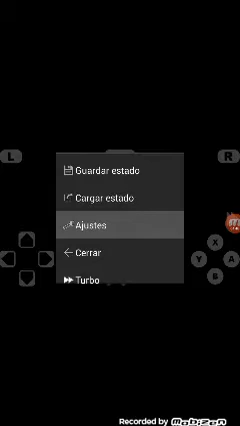 L
R
Guardar estado
Cargar estado
Ajustes
Cerrar
Turbo
X
Y
A
B
Recorded by Mobizen